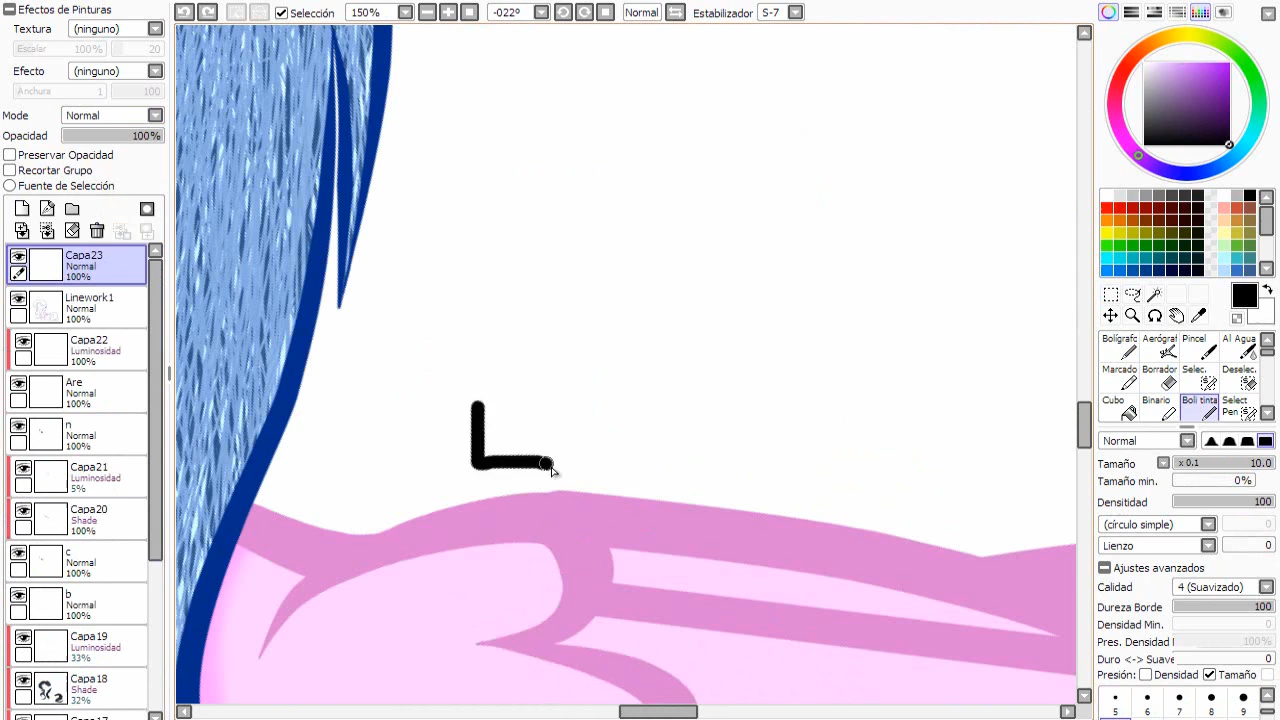 Efectos de Pinturas
Textura (ninguno)
Escalar 100% 20
Efecto (ninguno)
Anchura 1 100
Mode Normal
Opacidad 100%
Preservar Opacidad
Recortar Grupo
Fuente de Selección
Capa23
Normal
100%
Linework1
Normal
100%
Capa22
Luminosidad
100%
Are
Normal
100%
n
Normal
100%
Capa21
Luminosidad
5%
Capa20
Shade
100%
c
Normal
100%
b
Normal
100%
Capa19
Luminosidad
33%
Capa18
Shade
32%
Capa17
Selección 150% -022º Normal Estabilizador S-7
L
Bolígrafo Aerógraf Pincel Al Agua
Marcado Borrador Selec. Deselec.
Cubo Binario Boli tinta Select Pen
Normal
Tamaño x 0.1 10.0
Tamaño min. 0%
Densitidad 100
(círculo simple) 0
Lienzo 0
Ajustes avanzados
Calidad 4 (Suavizado)
Dureza Borde 100
Densidad Min. 0
Pres. Densidad 100%
Duro <-> Suave 0
Presión: Densidad Tamaño
5 6 7 8 9